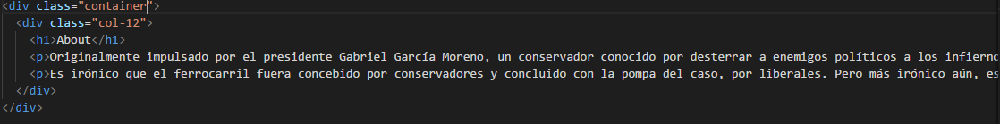 <div class="container">
<div class="col-12">
<h1>About</h1>
<p>Originalmente impulsado por el presidente Gabriel García Moreno, un conservador conocido por desterrar a enemigos políticos a los
<p>Es irónico que el ferrocarril fuera concebido por conservadores y concluido con la pompa del caso, por liberales. Pero más irónico aún,
</div>
</div>